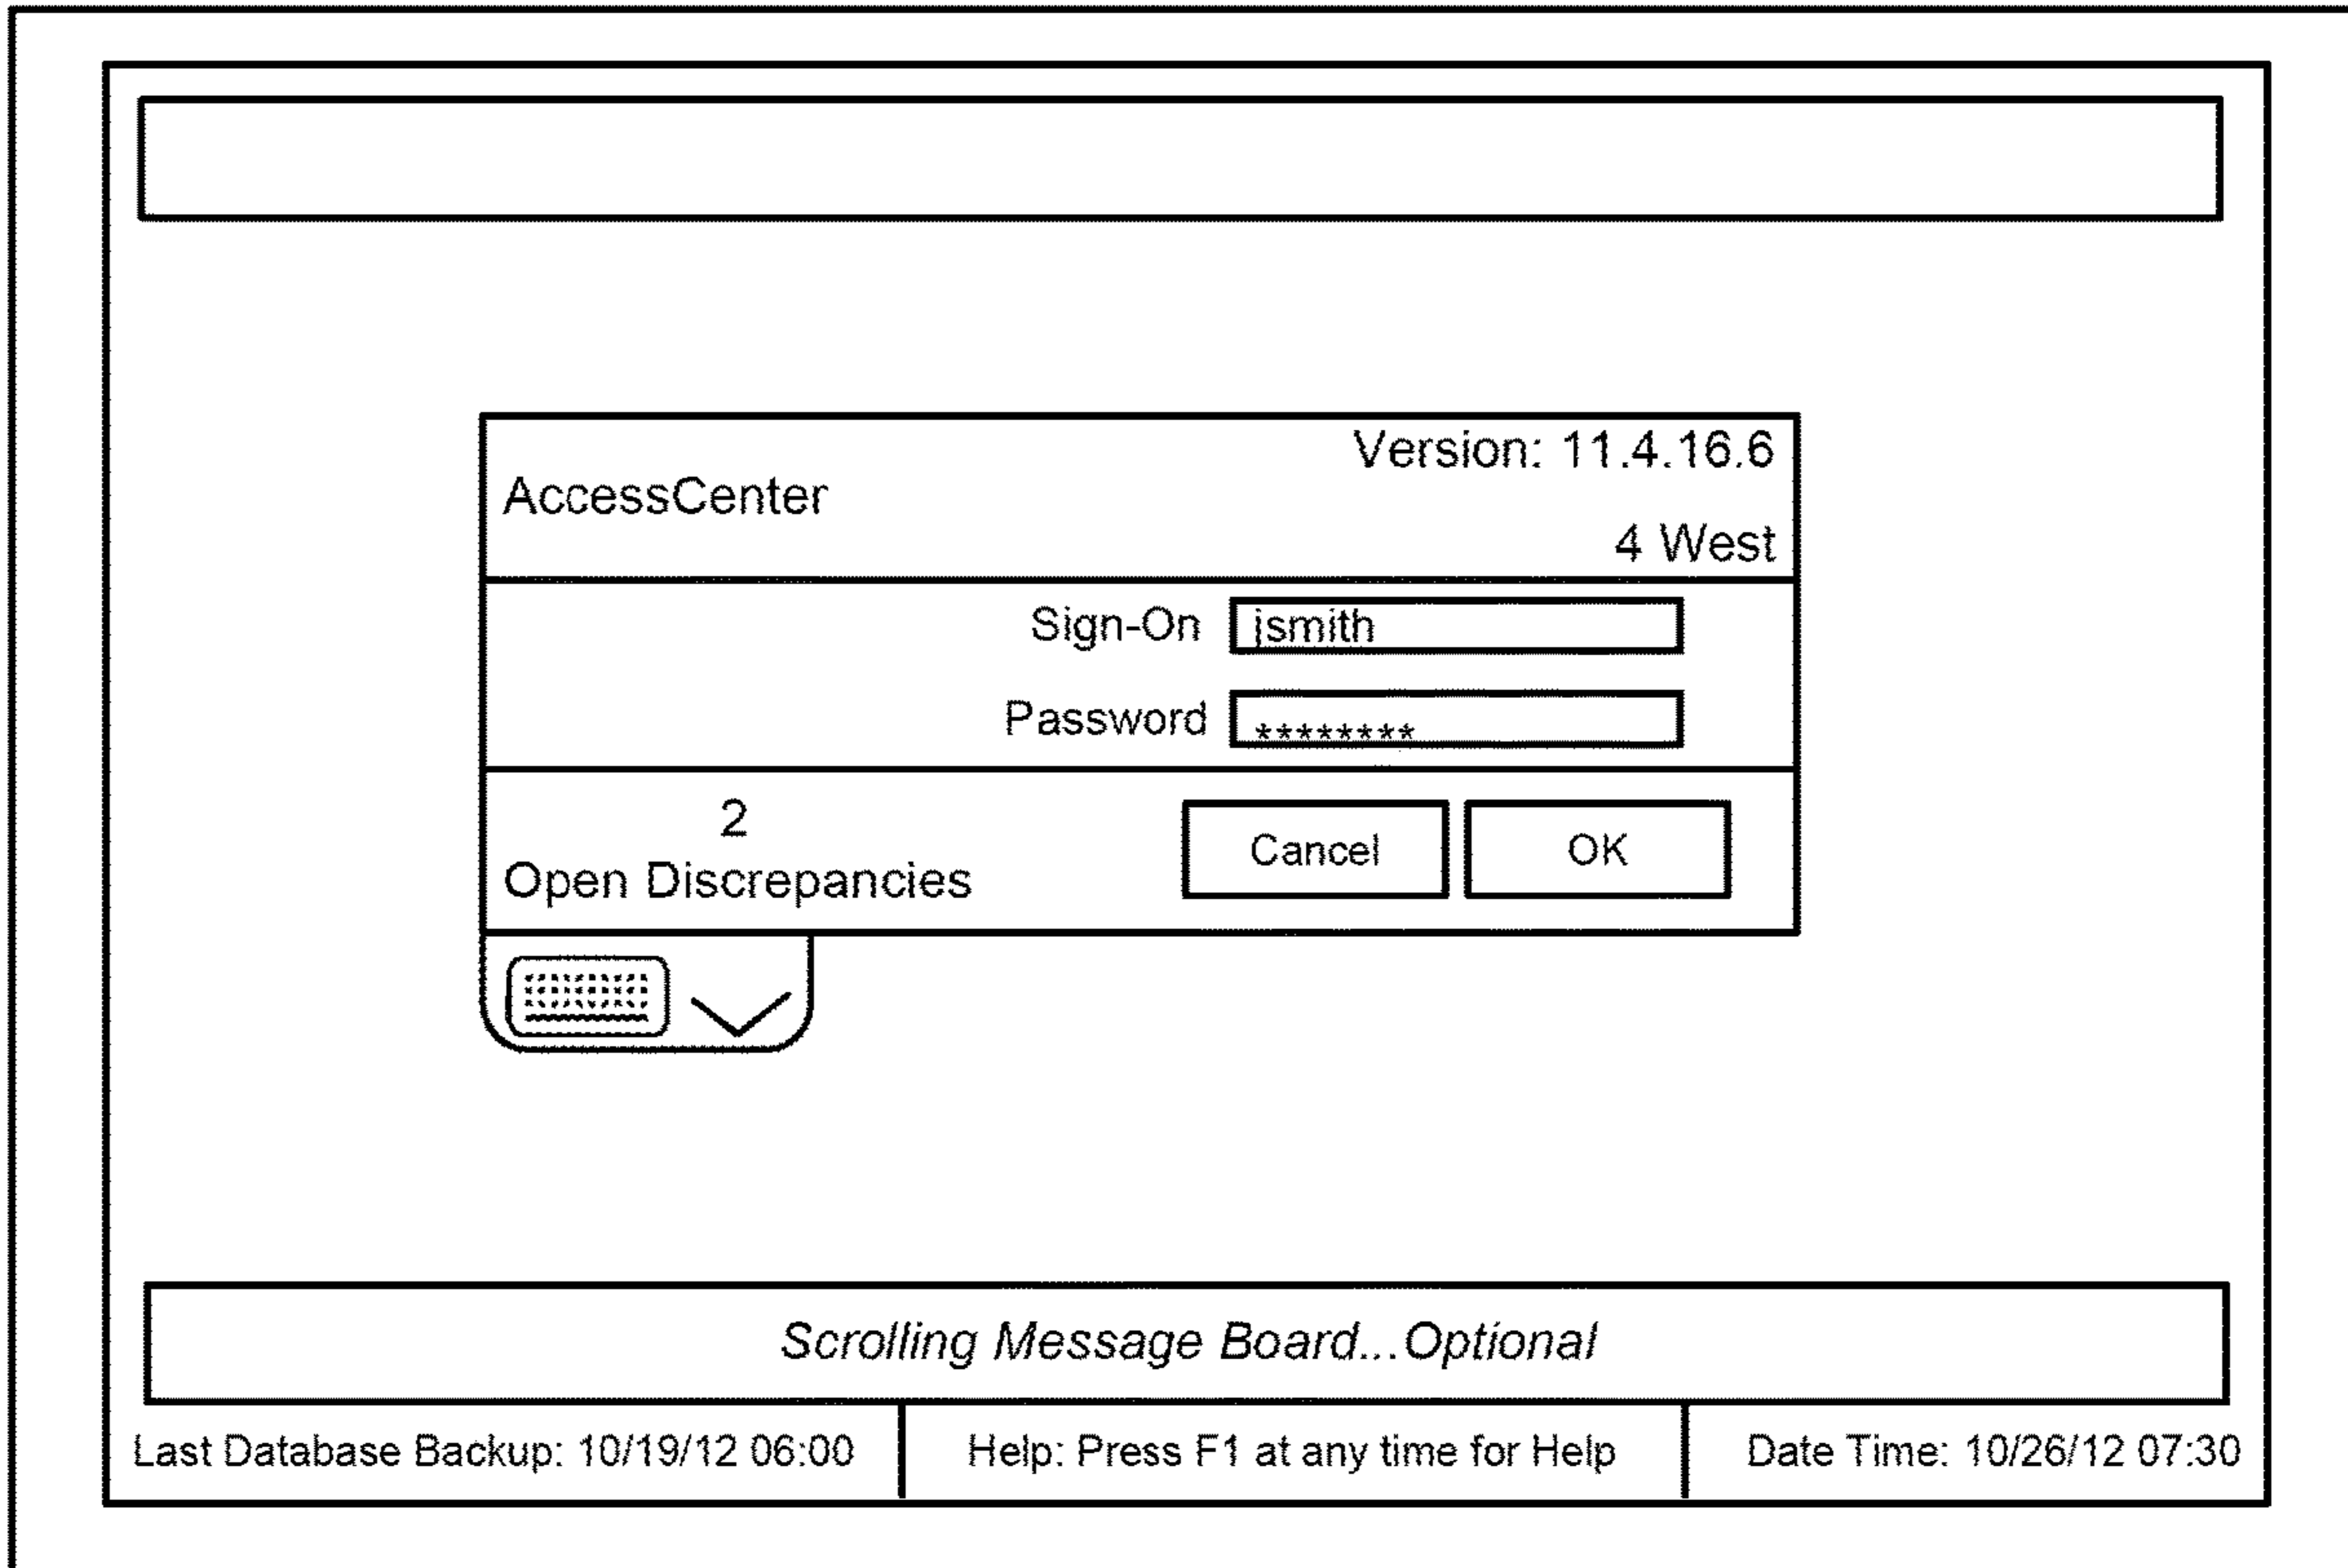 Version: 11.4.16.6
AccessCenter
4 West
Sign-On jsmith
Password ********
2
Open Discrepancies
Cancel OK
Scrolling Message Board...Optional
Last Database Backup: 10/19/12 06:00 Help: Press F1 at any time for Help Date Time: 10/26/12 07:30